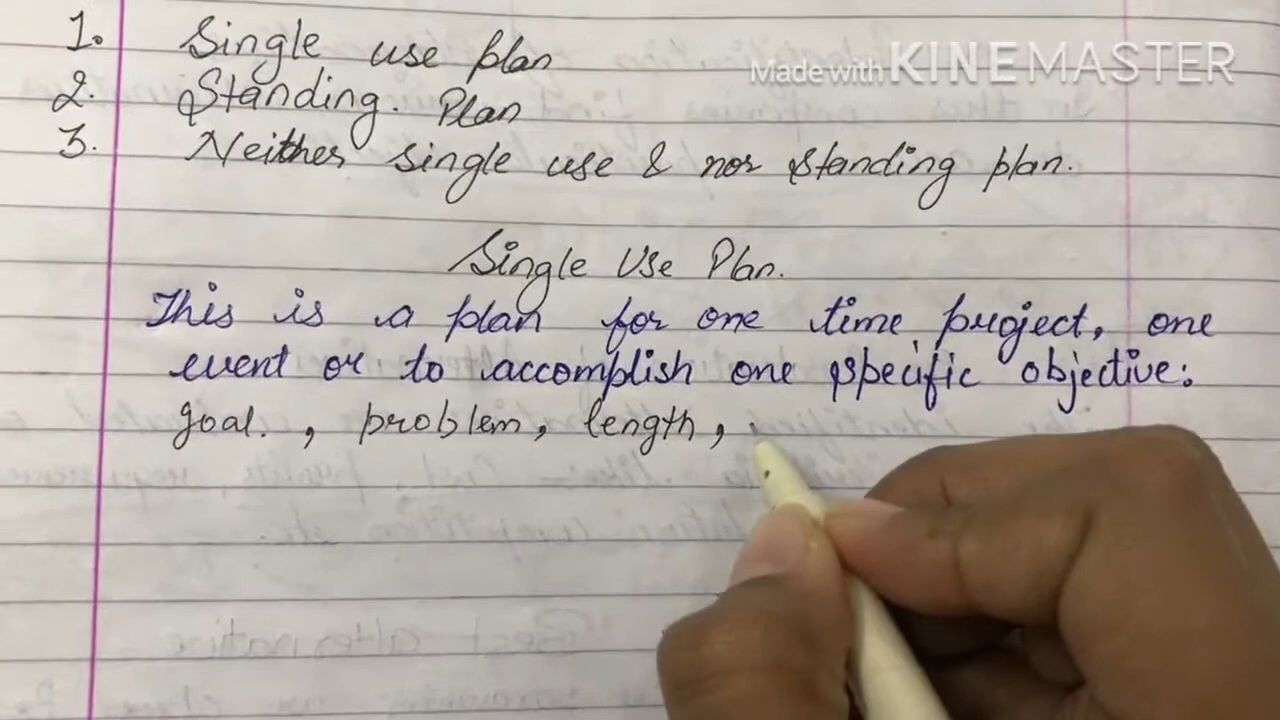 1. Single use plan
Made with KINEMASTER
2. Standing. Plan
3. Neither single use & nor standing plan.
Single Use Plan.
This is a plan for one time project, one
event or to accomplish one specific objective:
goal. , problem, length,
Best alternative